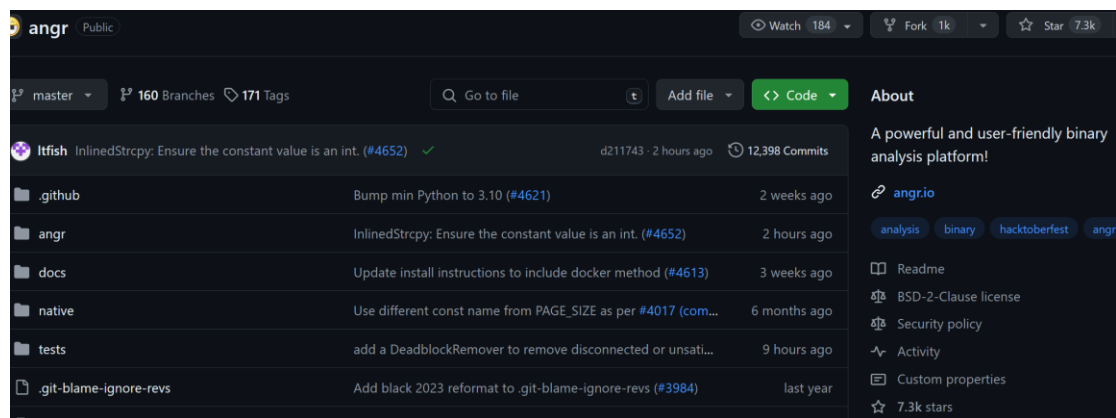 angr Public Watch 184 Fork 1k Star 7.3k
master 160 Branches 171 Tags Go to file t Add file Code
ltfish InlinedStrcpy: Ensure the constant value is an int. (#4652) d211743 · 2 hours ago 12,398 Commits
.github Bump min Python to 3.10 (#4621) 2 weeks ago
angr InlinedStrcpy: Ensure the constant value is an int. (#4652) 2 hours ago
docs Update install instructions to include docker method (#4613) 3 weeks ago
native Use different const name from PAGE_SIZE as per #4017 (com... 6 months ago
tests add a DeadblockRemover to remove disconnected or unsati... 9 hours ago
.git-blame-ignore-revs Add black 2023 reformat to .git-blame-ignore-revs (#3984) last year
About
A powerful and user-friendly binary
analysis platform!
angr.io
analysis binary hacktoberfest angr
Readme
BSD-2-Clause license
Security policy
Activity
Custom properties
7.3k stars